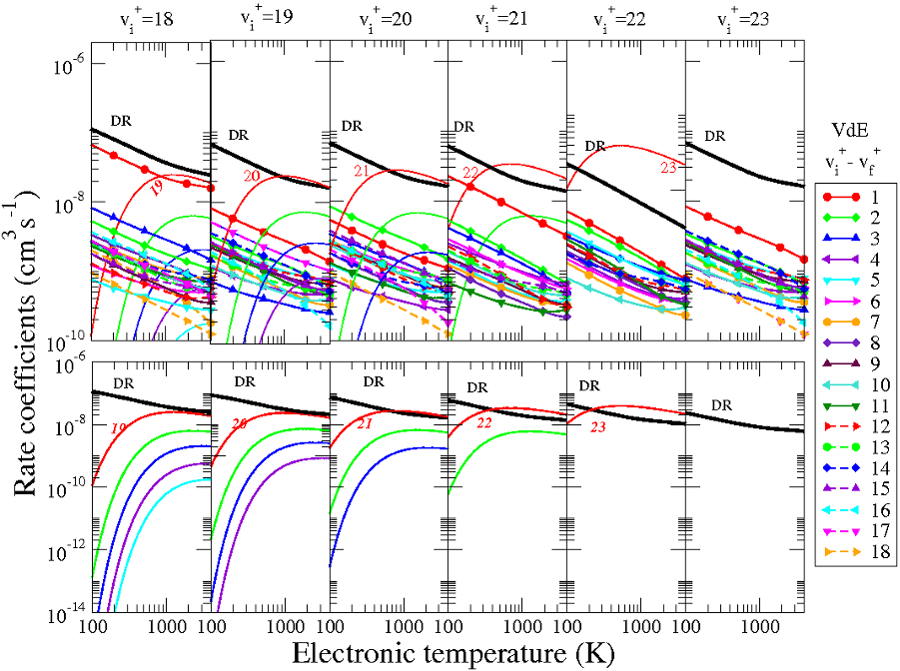 v_i^+=18 v_i^+=19 v_i^+=20 v_i^+=21 v_i^+=22 v_i^+=23
10^-6
10^-8
10^-10
DR DR DR DR DR DR
19 20 21 22 23
10^-6
10^-8
10^-10
10^-12
10^-14
DR DR DR DR DR DR
19 20 21 22 23
100 1000 100 1000 100 1000 100 1000 100 1000 100 1000
Rate coefficients (cm^3 s^-1)
Electronic temperature (K)
VdE
v_i^+ - v_f^+
1
2
3
4
5
6
7
8
9
10
11
12
13
14
15
16
17
18